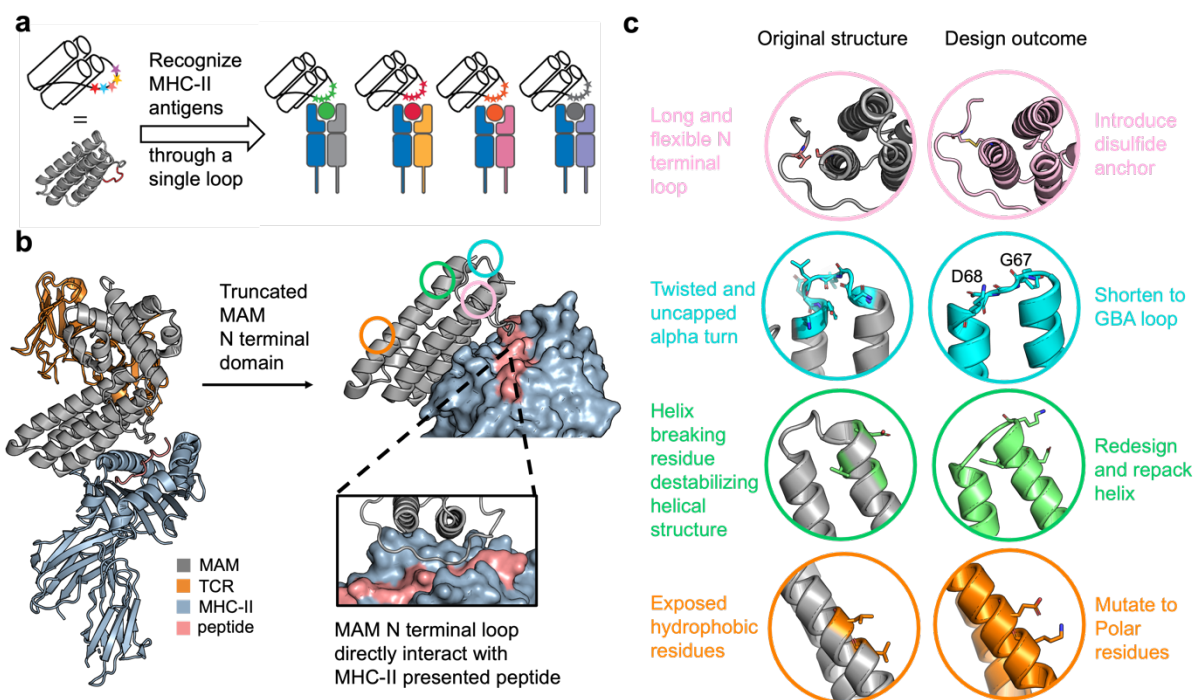 a
Recognize
MHC-II
antigens
through a
single loop
=
b
Truncated
MAM
N terminal
domain
MAM
TCR
MHC-II
peptide
MAM N terminal loop
directly interact with
MHC-II presented peptide
c
Original structure
Design outcome
Long and
flexible N
terminal
loop
Introduce
disulfide
anchor
Twisted and
uncapped
alpha turn
D68
G67
Shorten to
GBA loop
Helix
breaking
residue
destabilizing
helical
structure
Redesign
and repack
helix
Exposed
hydrophobic
residues
Mutate to
Polar
residues